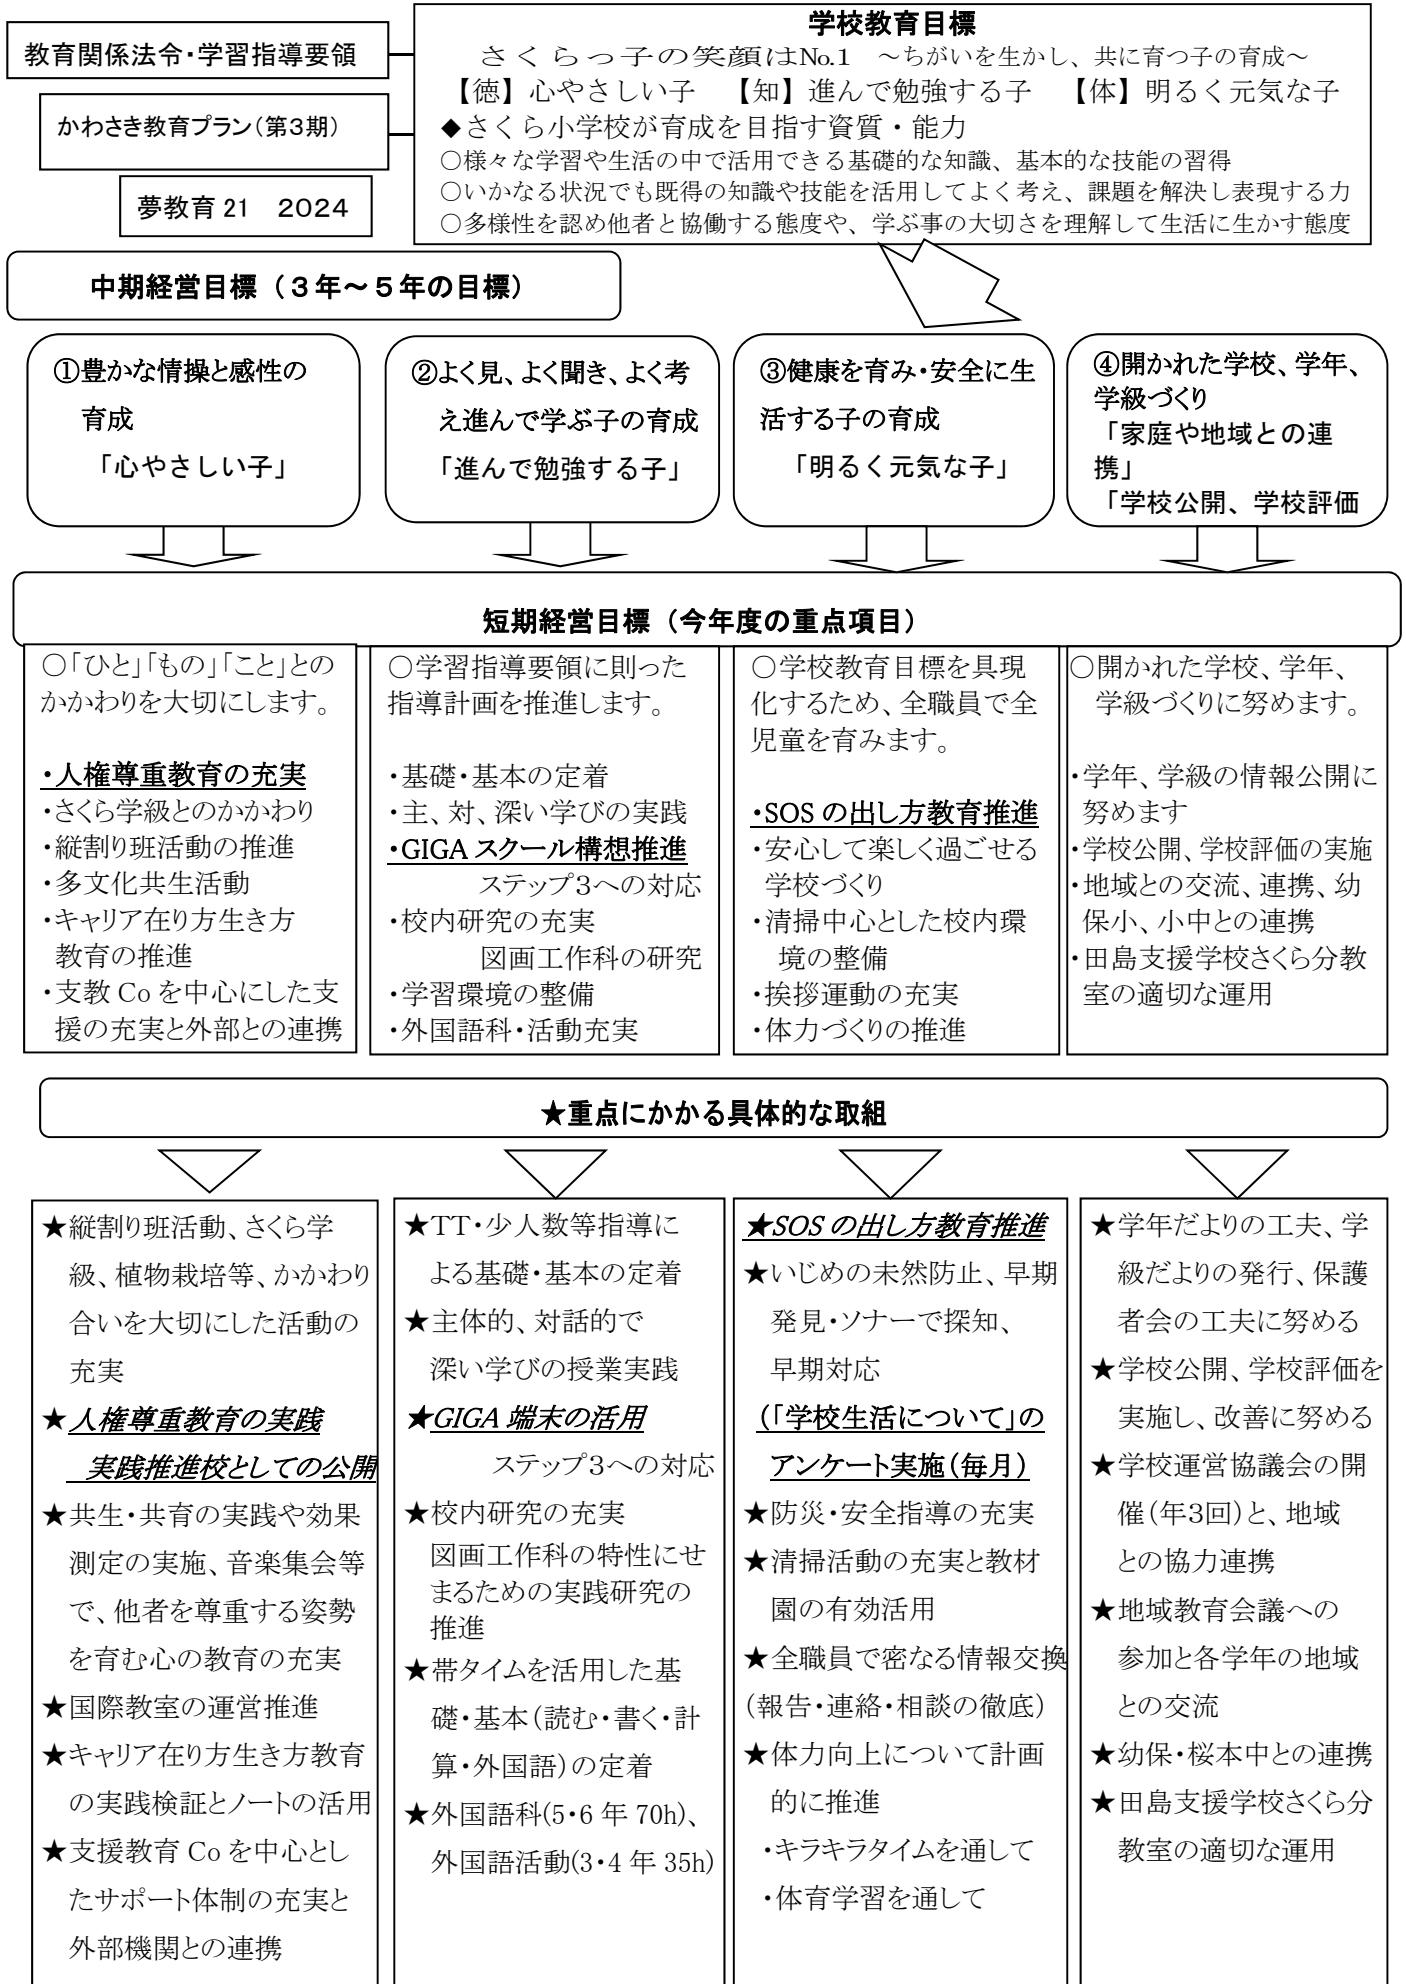 教育関係法令・学習指導要領
かわさき教育プラン(第3期)
夢教育 21　2024
学校教育目標
さくらっ子の笑顔はNo.1　～ちがいを生かし、共に育つ子の育成～
【徳】心やさしい子　【知】進んで勉強する子　【体】明るく元気な子
◆さくら小学校が育成を目指す資質・能力
○様々な学習や生活の中で活用できる基礎的な知識、基本的な技能の習得
○いかなる状況でも既得の知識や技能を活用してよく考え、課題を解決し表現する力
○多様性を認め他者と協働する態度や、学ぶ事の大切さを理解して生活に生かす態度
中期経営目標（３年～５年の目標）
①豊かな情操と感性の
育成
「心やさしい子」
②よく見、よく聞き、よく考
え進んで学ぶ子の育成
「進んで勉強する子」
③健康を育み・安全に生
活する子の育成
「明るく元気な子」
④開かれた学校、学年、
学級づくり
「家庭や地域との連
携」
「学校公開、学校評価
短期経営目標（今年度の重点項目）
○「ひと」「もの」「こと」との
かかわりを大切にします。
・人権尊重教育の充実
・さくら学級とのかかわり
・縦割り班活動の推進
・多文化共生活動
・キャリア在り方生き方
教育の推進
・支教 Co を中心にした支
援の充実と外部との連携
○学習指導要領に則った
指導計画を推進します。
・基礎・基本の定着
・主、対、深い学びの実践
・GIGA スクール構想推進
ステップ3への対応
・校内研究の充実
図画工作科の研究
・学習環境の整備
・外国語科・活動充実
○学校教育目標を具現
化するため、全職員で全
児童を育みます。
・SOS の出し方教育推進
・安心して楽しく過ごせる
学校づくり
・清掃中心とした校内環
境の整備
・挨拶運動の充実
・体力づくりの推進
○開かれた学校、学年、
学級づくりに努めます。
・学年、学級の情報公開に
努めます
・学校公開、学校評価の実施
・地域との交流、連携、幼
保小、小中との連携
・田島支援学校さくら分教
室の適切な運用
★重点にかかる具体的な取組
★縦割り班活動、さくら学
級、植物栽培等、かかわり
合いを大切にした活動の
充実
★人権尊重教育の実践
実践推進校としての公開
★共生・共育の実践や効果
測定の実施、音楽集会等
で、他者を尊重する姿勢
を育む心の教育の充実
★国際教室の運営推進
★キャリア在り方生き方教育
の実践検証とノートの活用
★支援教育 Co を中心とし
たサポート体制の充実と
外部機関との連携
★TT・少人数等指導に
よる基礎・基本の定着
★主体的、対話的で
深い学びの授業実践
★GIGA 端末の活用
ステップ3への対応
★校内研究の充実
図画工作科の特性にせ
まるための実践研究の
推進
★帯タイムを活用した基
礎・基本（読む・書く・計
算・外国語）の定着
★外国語科(5・6 年 70h)、
外国語活動(3・4 年 35h)
★SOS の出し方教育推進
★いじめの未然防止、早期
発見・ソナーで探知、
早期対応
（「学校生活について」の
アンケート実施（毎月）
★防災・安全指導の充実
★清掃活動の充実と教材
園の有効活用
★全職員で密なる情報交換
（報告・連絡・相談の徹底）
★体力向上について計画
的に推進
・キラキラタイムを通して
・体育学習を通して
★学年だよりの工夫、学
級だよりの発行、保護
者会の工夫に努める
★学校公開、学校評価を
実施し、改善に努める
★学校運営協議会の開
催（年3回）と、地域
との協力連携
★地域教育会議への
参加と各学年の地域
との交流
★幼保・桜本中との連携
★田島支援学校さくら分
教室の適切な運用